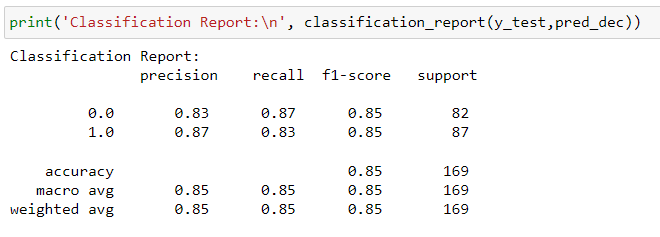 print('Classification Report:\n', classification_report(y_test,pred_dec))
Classification Report:
precision recall f1-score support
0.0 0.83 0.87 0.85 82
1.0 0.87 0.83 0.85 87
accuracy 0.85 169
macro avg 0.85 0.85 0.85 169
weighted avg 0.85 0.85 0.85 169